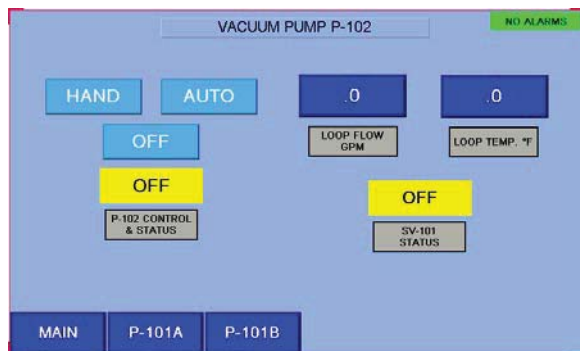 VACUUM PUMP P-102
NO ALARMS
HAND
AUTO
.0
.0
OFF
LOOP FLOW
GPM
LOOP TEMP. °F
OFF
OFF
P-102 CONTROL
& STATUS
SV-101
STATUS
MAIN
P-101A
P-101B